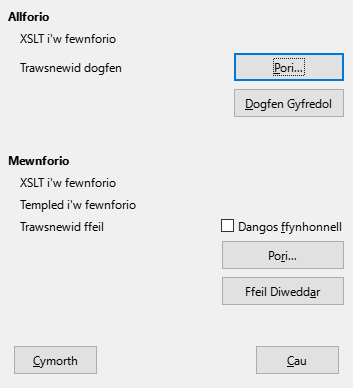 Allforio
XSLT i'w fewnforio
Trawsnewid dogfen
Pori...
Dogfen Gyfredol
Mewnforio
XSLT i'w fewnforio
Templed i'w fewnforio
Trawsnewid ffeil
Dangos ffynhonnell
Pori...
Ffeil Diweddar
Cymorth
Cau